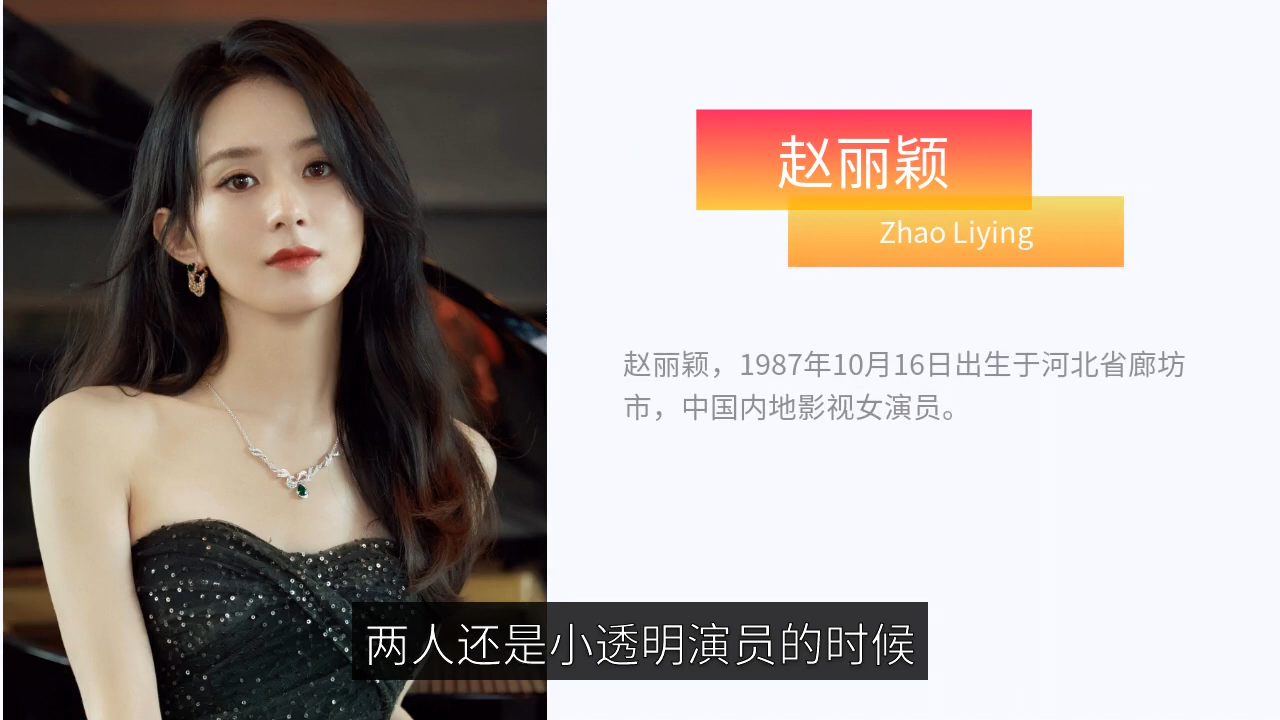 赵丽颖
Zhao Liying
赵丽颖，1987年10月16日出生于河北省廊坊
市，中国内地影视女演员。
两人还是小透明演员的时候